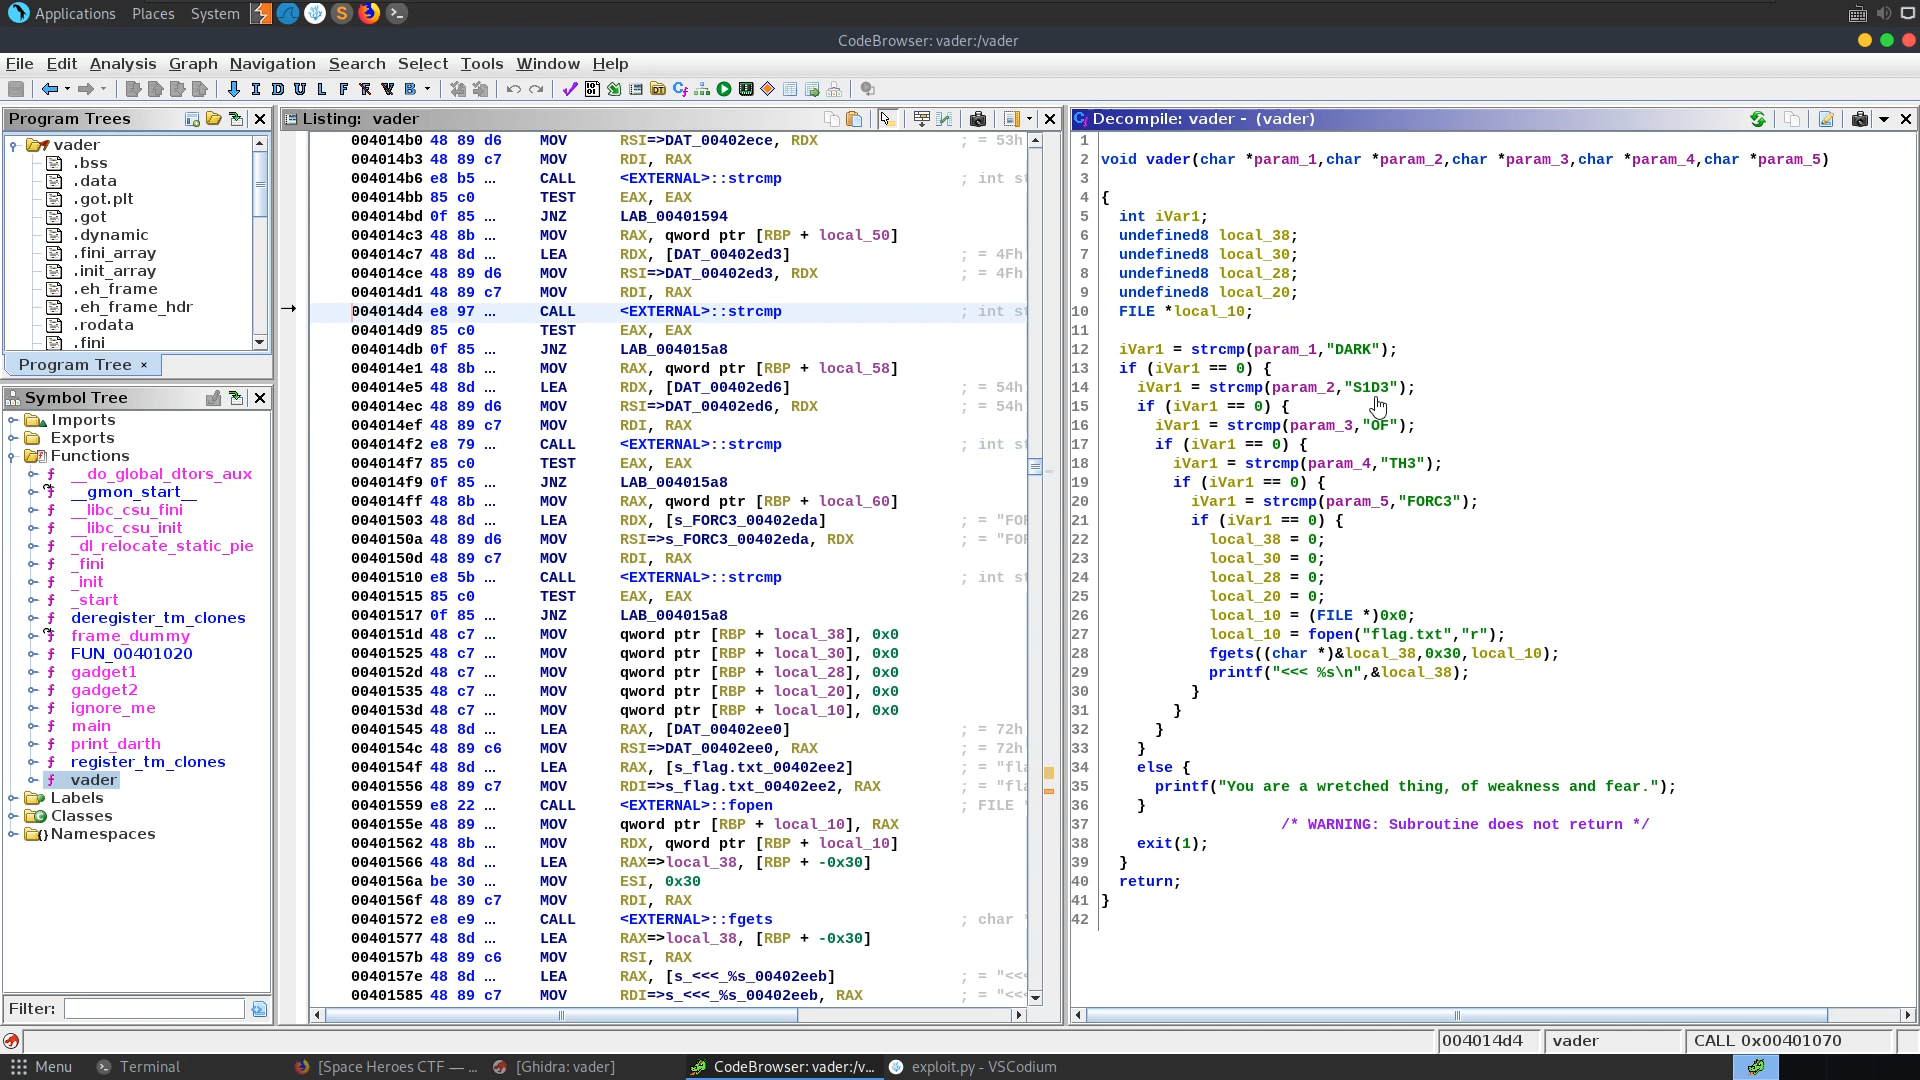 Applications Places System
CodeBrowser: vader:/vader
File Edit Analysis Graph Navigation Search Select Tools Window Help
I D U L F B
Program Trees
vader
.bss
.data
.got.plt
.got
.dynamic
.fini_array
.init_array
.eh_frame
.eh_frame_hdr
.rodata
.fini
Program Tree ×
Symbol Tree
Imports
Exports
Functions
__do_global_dtors_aux
__gmon_start__
__libc_csu_fini
__libc_csu_init
_dl_relocate_static_pie
_fini
_init
_start
deregister_tm_clones
frame_dummy
FUN_00401020
gadget1
gadget2
ignore_me
main
print_darth
register_tm_clones
vader
Labels
Classes
Namespaces
Filter:
Listing: vader
004014b0 48 89 d6 MOV RSI=>DAT_00402ece, RDX ; = 53h
004014b3 48 89 c7 MOV RDI, RAX
004014b6 e8 b5 ... CALL <EXTERNAL>::strcmp ; int st
004014bb 85 c0 TEST EAX, EAX
004014bd 0f 85 ... JNZ LAB_00401594
004014c3 48 8b ... MOV RAX, qword ptr [RBP + local_50]
004014c7 48 8d ... LEA RDX, [DAT_00402ed3] ; = 4Fh
004014ce 48 89 d6 MOV RSI=>DAT_00402ed3, RDX ; = 4Fh
004014d1 48 89 c7 MOV RDI, RAX
004014d4 e8 97 ... CALL <EXTERNAL>::strcmp ; int st
004014d9 85 c0 TEST EAX, EAX
004014db 0f 85 ... JNZ LAB_004015a8
004014e1 48 8b ... MOV RAX, qword ptr [RBP + local_58]
004014e5 48 8d ... LEA RDX, [DAT_00402ed6] ; = 54h
004014ec 48 89 d6 MOV RSI=>DAT_00402ed6, RDX ; = 54h
004014ef 48 89 c7 MOV RDI, RAX
004014f2 e8 79 ... CALL <EXTERNAL>::strcmp ; int st
004014f7 85 c0 TEST EAX, EAX
004014f9 0f 85 ... JNZ LAB_004015a8
004014ff 48 8b ... MOV RAX, qword ptr [RBP + local_60]
00401503 48 8d ... LEA RDX, [s_FORC3_00402eda] ; = "FOR
0040150a 48 89 d6 MOV RSI=>s_FORC3_00402eda, RDX ; = "FOR
0040150d 48 89 c7 MOV RDI, RAX
00401510 e8 5b ... CALL <EXTERNAL>::strcmp ; int st
00401515 85 c0 TEST EAX, EAX
00401517 0f 85 ... JNZ LAB_004015a8
0040151d 48 c7 ... MOV qword ptr [RBP + local_38], 0x0
00401525 48 c7 ... MOV qword ptr [RBP + local_30], 0x0
0040152d 48 c7 ... MOV qword ptr [RBP + local_28], 0x0
00401535 48 c7 ... MOV qword ptr [RBP + local_20], 0x0
0040153d 48 c7 ... MOV qword ptr [RBP + local_10], 0x0
00401545 48 8d ... LEA RAX, [DAT_00402ee0] ; = 72h
0040154c 48 89 c6 MOV RSI=>DAT_00402ee0, RAX ; = 72h
0040154f 48 8d ... LEA RAX, [s_flag.txt_00402ee2] ; = "fla
00401556 48 89 c7 MOV RDI=>s_flag.txt_00402ee2, RAX ; = "fla
00401559 e8 22 ... CALL <EXTERNAL>::fopen ; FILE *
0040155e 48 89 ... MOV qword ptr [RBP + local_10], RAX
00401562 48 8b ... MOV RDX, qword ptr [RBP + local_10]
00401566 48 8d ... LEA RAX=>local_38, [RBP + -0x30]
0040156a be 30 ... MOV ESI, 0x30
0040156f 48 89 c7 MOV RDI, RAX
00401572 e8 e9 ... CALL <EXTERNAL>::fgets ; char *
00401577 48 8d ... LEA RAX=>local_38, [RBP + -0x30]
0040157b 48 89 c6 MOV RSI, RAX
0040157e 48 8d ... LEA RAX, [s_<<<_%s_00402eeb] ; = "<<<
00401585 48 89 c7 MOV RDI=>s_<<<_%s_00402eeb, RAX ; = "<<<
Decompile: vader - (vader)
1
2 void vader(char *param_1,char *param_2,char *param_3,char *param_4,char *param_5)
3
4 {
5 int iVar1;
6 undefined8 local_38;
7 undefined8 local_30;
8 undefined8 local_28;
9 undefined8 local_20;
10 FILE *local_10;
11
12 iVar1 = strcmp(param_1,"DARK");
13 if (iVar1 == 0) {
14 iVar1 = strcmp(param_2,"S1D3");
15 if (iVar1 == 0) {
16 iVar1 = strcmp(param_3,"OF");
17 if (iVar1 == 0) {
18 iVar1 = strcmp(param_4,"TH3");
19 if (iVar1 == 0) {
20 iVar1 = strcmp(param_5,"FORC3");
21 if (iVar1 == 0) {
22 local_38 = 0;
23 local_30 = 0;
24 local_28 = 0;
25 local_20 = 0;
26 local_10 = (FILE *)0x0;
27 local_10 = fopen("flag.txt","r");
28 fgets((char *)&local_38,0x30,local_10);
29 printf("<<< %s\n",&local_38);
30 }
31 }
32 }
33 }
34 else {
35 printf("You are a wretched thing, of weakness and fear.");
36 }
37 /* WARNING: Subroutine does not return */
38 exit(1);
39 }
40 return;
41 }
42
004014d4 vader CALL 0x00401070
Menu Terminal [Space Heroes CTF — ... [Ghidra: vader] CodeBrowser: vader:/v... exploit.py - VSCodium